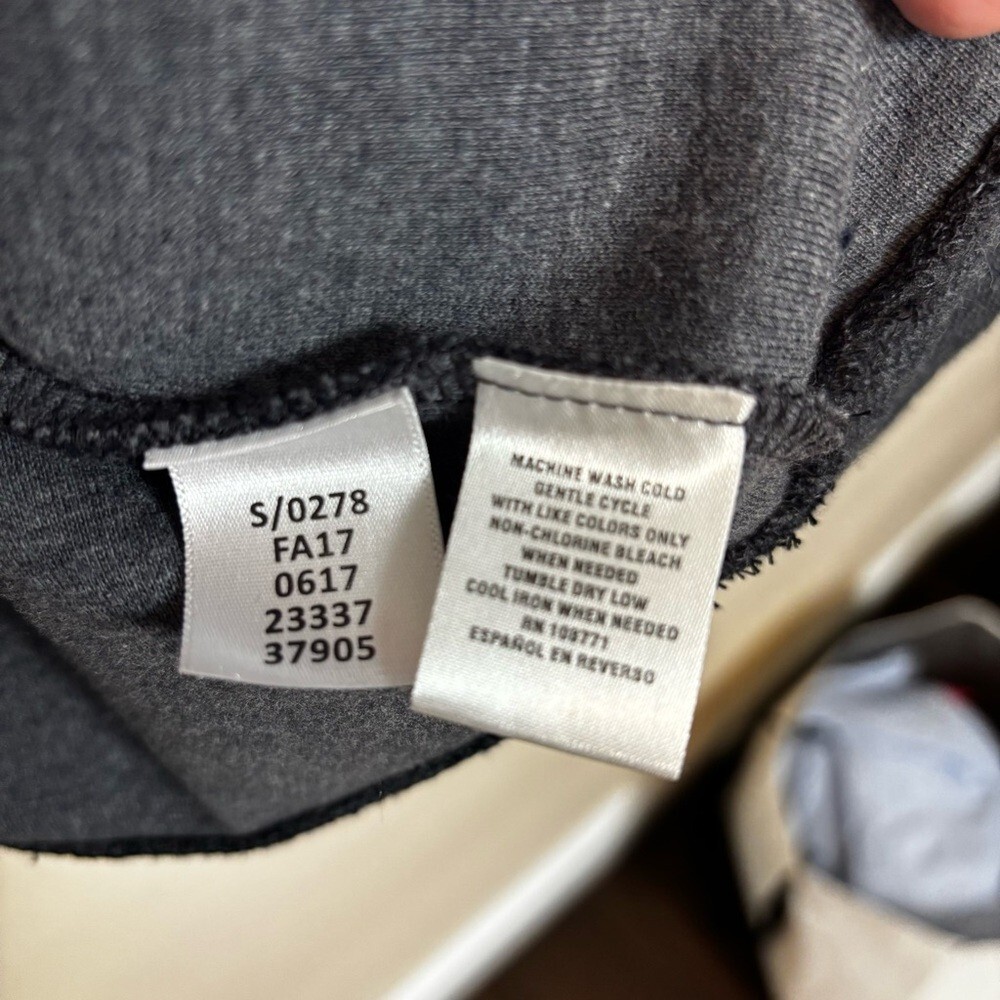 S/0278
FA17
0617
23337
37905
MACHINE WASH COLD
GENTLE CYCLE
WITH LIKE COLORS ONLY
NON-CHLORINE BLEACH
WHEN NEEDED
TUMBLE DRY LOW
COOL IRON WHEN NEEDED
RN 108771
ESPAÑOL EN REVERSO